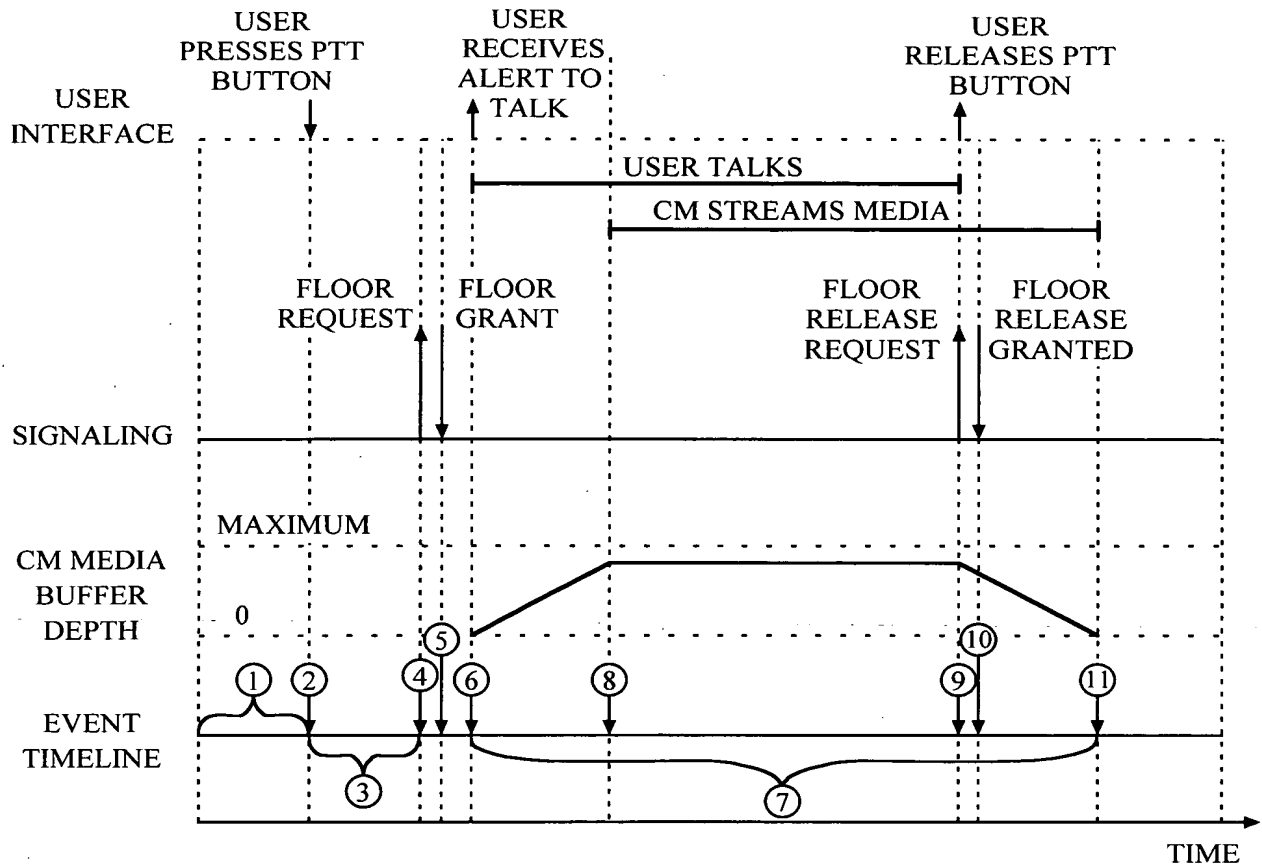 USER
PRESSES PTT
BUTTON
USER
RECEIVES
ALERT TO
TALK
USER
RELEASES PTT
BUTTON
USER
INTERFACE
USER TALKS
CM STREAMS MEDIA
FLOOR
REQUEST
FLOOR
GRANT
FLOOR
RELEASE
REQUEST
FLOOR
RELEASE
GRANTED
SIGNALING
MAXIMUM
CM MEDIA
BUFFER
DEPTH
0
1
2
3
4
5
6
7
8
9
10
11
EVENT
TIMELINE
TIME